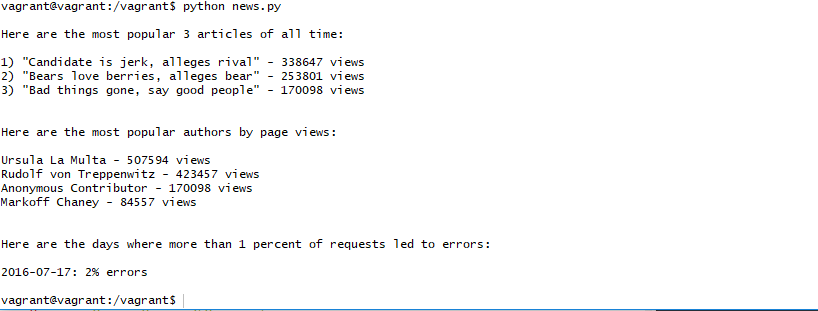 vagrant@vagrant:/vagrant$ python news.py
Here are the most popular 3 articles of all time:
1) "Candidate is jerk, alleges rival" - 338647 views
2) "Bears love berries, alleges bear" - 253801 views
3) "Bad things gone, say good people" - 170098 views
Here are the most popular authors by page views:
Ursula La Multa - 507594 views
Rudolf von Treppenwitz - 423457 views
Anonymous Contributor - 170098 views
Markoff Chaney - 84557 views
Here are the days where more than 1 percent of requests led to errors:
2016-07-17: 2% errors
vagrant@vagrant:/vagrant$